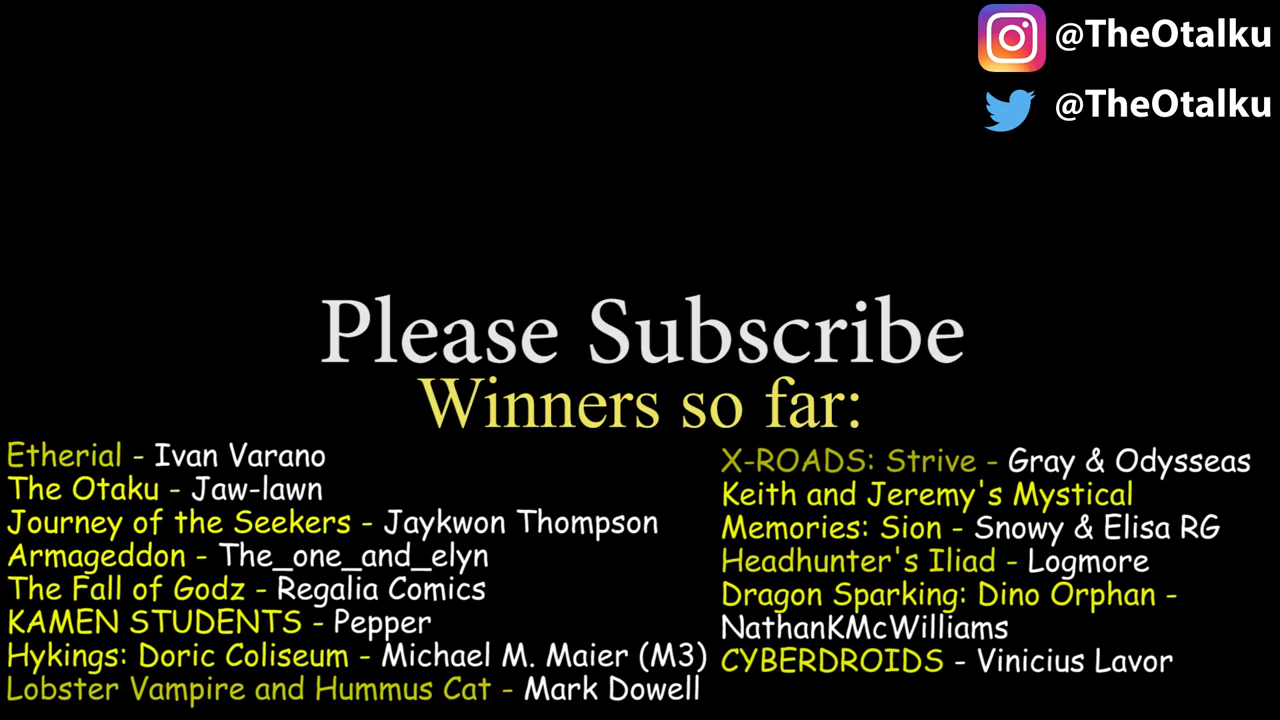 @TheOtalku
@TheOtalku
Please Subscribe
Winners so far:
Etherial - Ivan Varano
The Otaku - Jaw-lawn
Journey of the Seekers - Jaykwon Thompson
Armageddon - The_one_and_elyn
The Fall of Godz - Regalia Comics
KAMEN STUDENTS - Pepper
Hykings: Doric Coliseum - Michael M. Maier (M3)
Lobster Vampire and Hummus Cat - Mark Dowell
X-ROADS: Strive - Gray & Odysseas
Keith and Jeremy's Mystical
Memories: Sion - Snowy & Elisa RG
Headhunter's Iliad - Logmore
Dragon Sparking: Dino Orphan -
NathanKMcWilliams
CYBERDROIDS - Vinicius Lavor